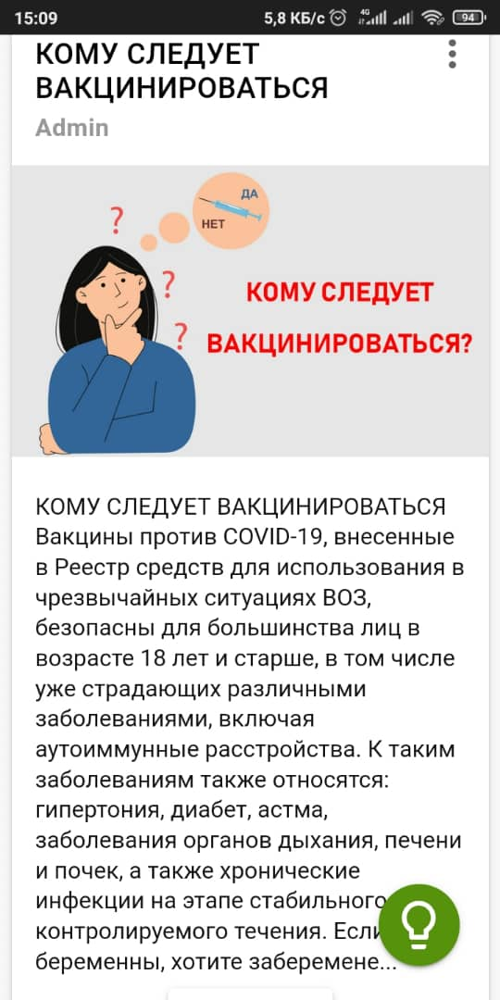 15:09
5,8 КБ/с
4G
94
КОМУ СЛЕДУЕТ
ВАКЦИНИРОВАТЬСЯ
Admin
ДА
НЕТ
?
?
?
КОМУ СЛЕДУЕТ
ВАКЦИНИРОВАТЬСЯ?
КОМУ СЛЕДУЕТ ВАКЦИНИРОВАТЬСЯ
Вакцины против COVID-19, внесенные
в Реестр средств для использования в
чрезвычайных ситуациях ВОЗ,
безопасны для большинства лиц в
возрасте 18 лет и старше, в том числе
уже страдающих различными
заболеваниями, включая
аутоиммунные расстройства. К таким
заболеваниям также относятся:
гипертония, диабет, астма,
заболевания органов дыхания, печени
и почек, а также хронические
инфекции на этапе стабильного
контролируемого течения. Если
беременны, хотите забеременe...